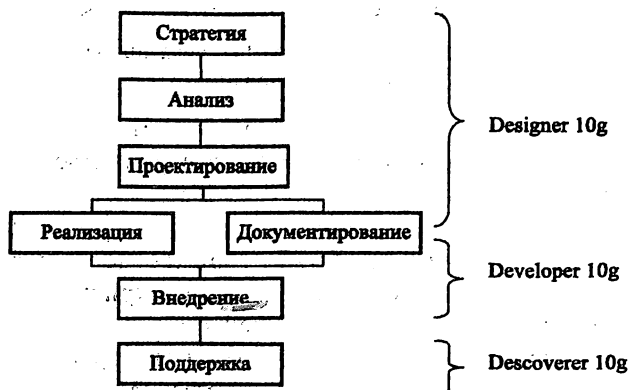 Стратегия
Анализ
Проектирование
Designer 10g
Реализация
Документирование
Developer 10g
Внедрение
Поддержка
Descoverer 10g